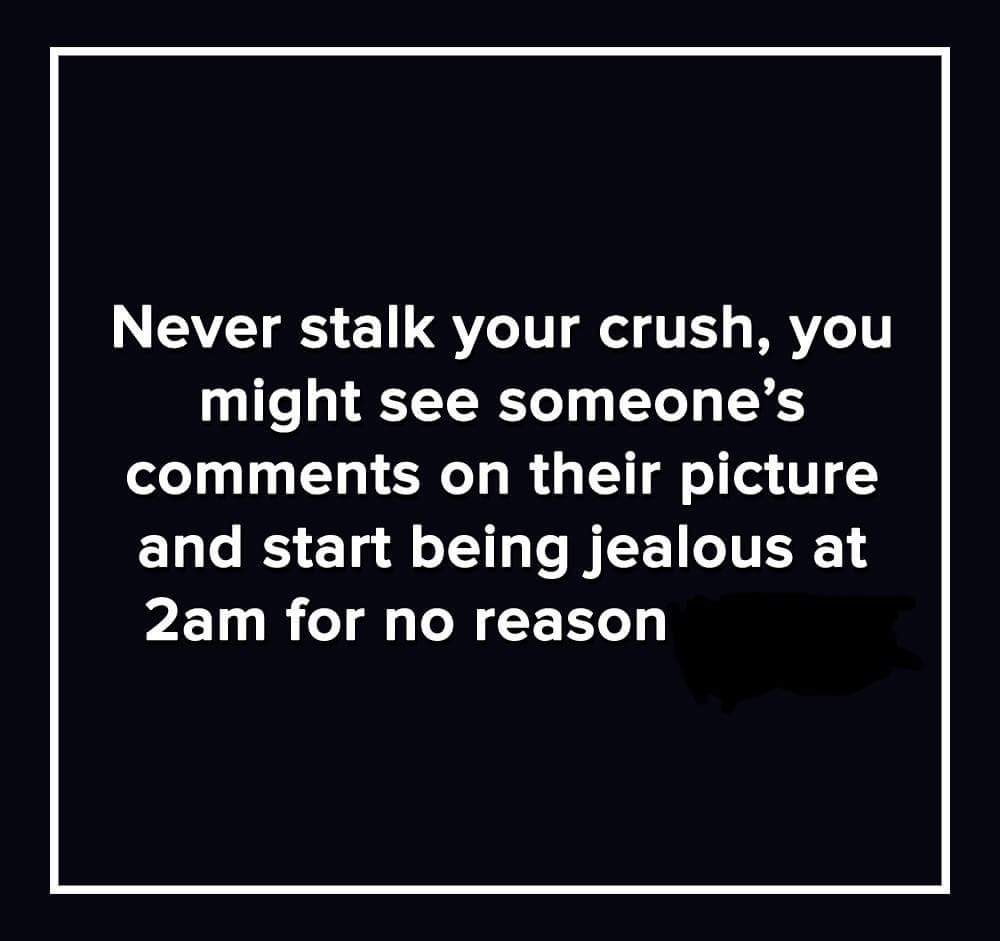 Never stalk your crush, you
might see someone’s
comments on their picture
and start being jealous at
2am for no reason